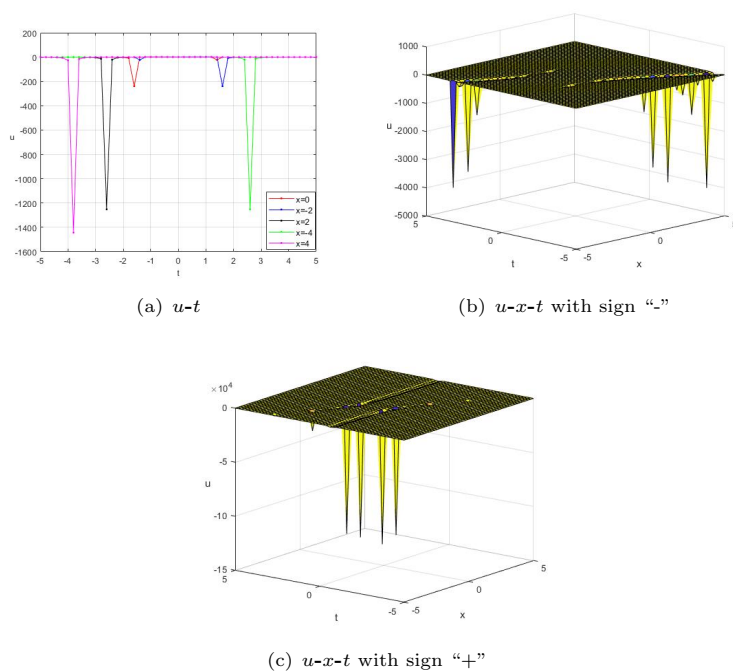 200
0
-200
-400
-600
-800
-1000
-1200
-1400
-1600
u
-5 -4 -3 -2 -1 0 1 2 3 4 5
t
x=0
x=-2
x=2
x=-4
x=4
(a) u-t
1000
0
-1000
-2000
-3000
-4000
-5000
u
5
0
-5
t
-5
0
x
(b) u-x-t with sign “-”
×10⁴
0
-5
-10
-15
u
5
0
-5
t
-5
0
5
x
(c) u-x-t with sign “+”